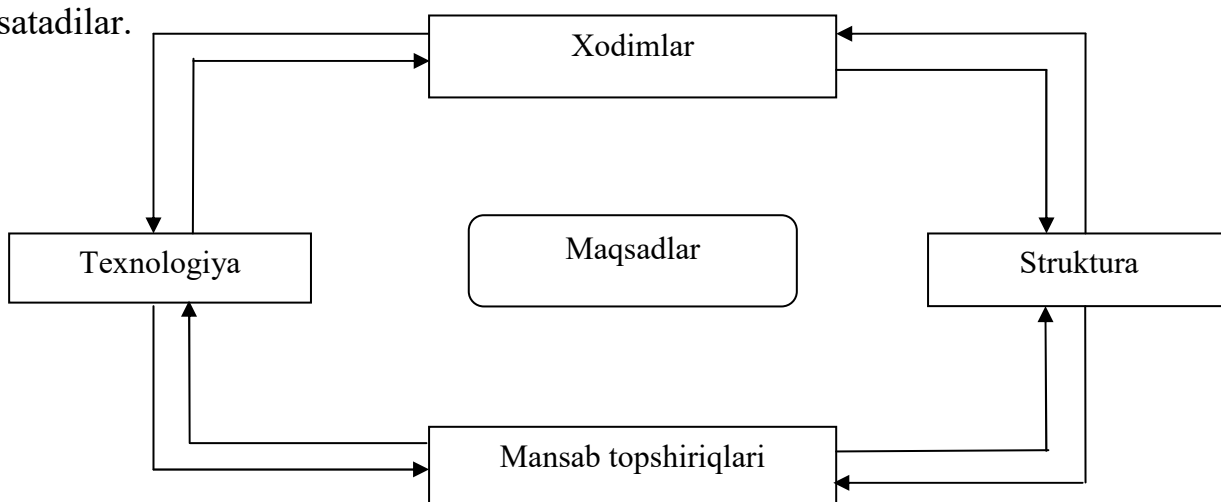 satadilar.
Xodimlar
Texnologiya
Maqsadlar
Struktura
Mansab topshiriqlari